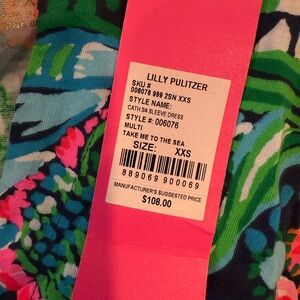 LILLY PULITZER
SKU #
006076 999 2SN XXS
STYLE NAME:
CATH 3/4 SLEEVE DRESS
STYLE #: 006076
MULTI
TAKE ME TO THE SEA
SIZE: XXS
889069 900069
MANUFACTURER'S SUGGESTED PRICE
$108.00